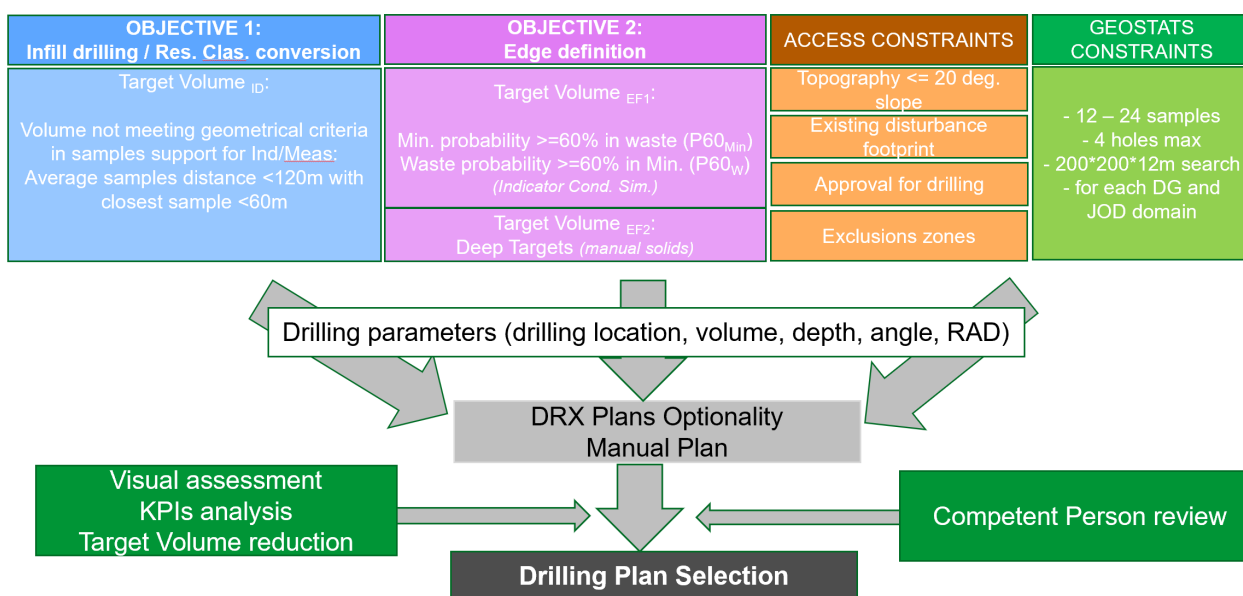 OBJECTIVE 1:
Infill drilling / Res. Clas. conversion
Target Volume ID:
Volume not meeting geometrical criteria
in samples support for Ind/Meas:
Average samples distance <120m with
closest sample <60m
OBJECTIVE 2:
Edge definition
Target Volume EF1:
Min. probability >=60% in waste (P60Min)
Waste probability >=60% in Min. (P60W)
(Indicator Cond. Sim.)
Target Volume EF2:
Deep Targets (manual solids)
ACCESS CONSTRAINTS
Topography <= 20 deg.
slope
Existing disturbance
footprint
Approval for drilling
Exclusions zones
GEOSTATS
CONSTRAINTS
- 12 – 24 samples
- 4 holes max
- 200*200*12m search
- for each DG and
JOD domain
Drilling parameters (drilling location, volume, depth, angle, RAD)
DRX Plans Optionality
Manual Plan
Visual assessment
KPIs analysis
Target Volume reduction
Competent Person review
Drilling Plan Selection